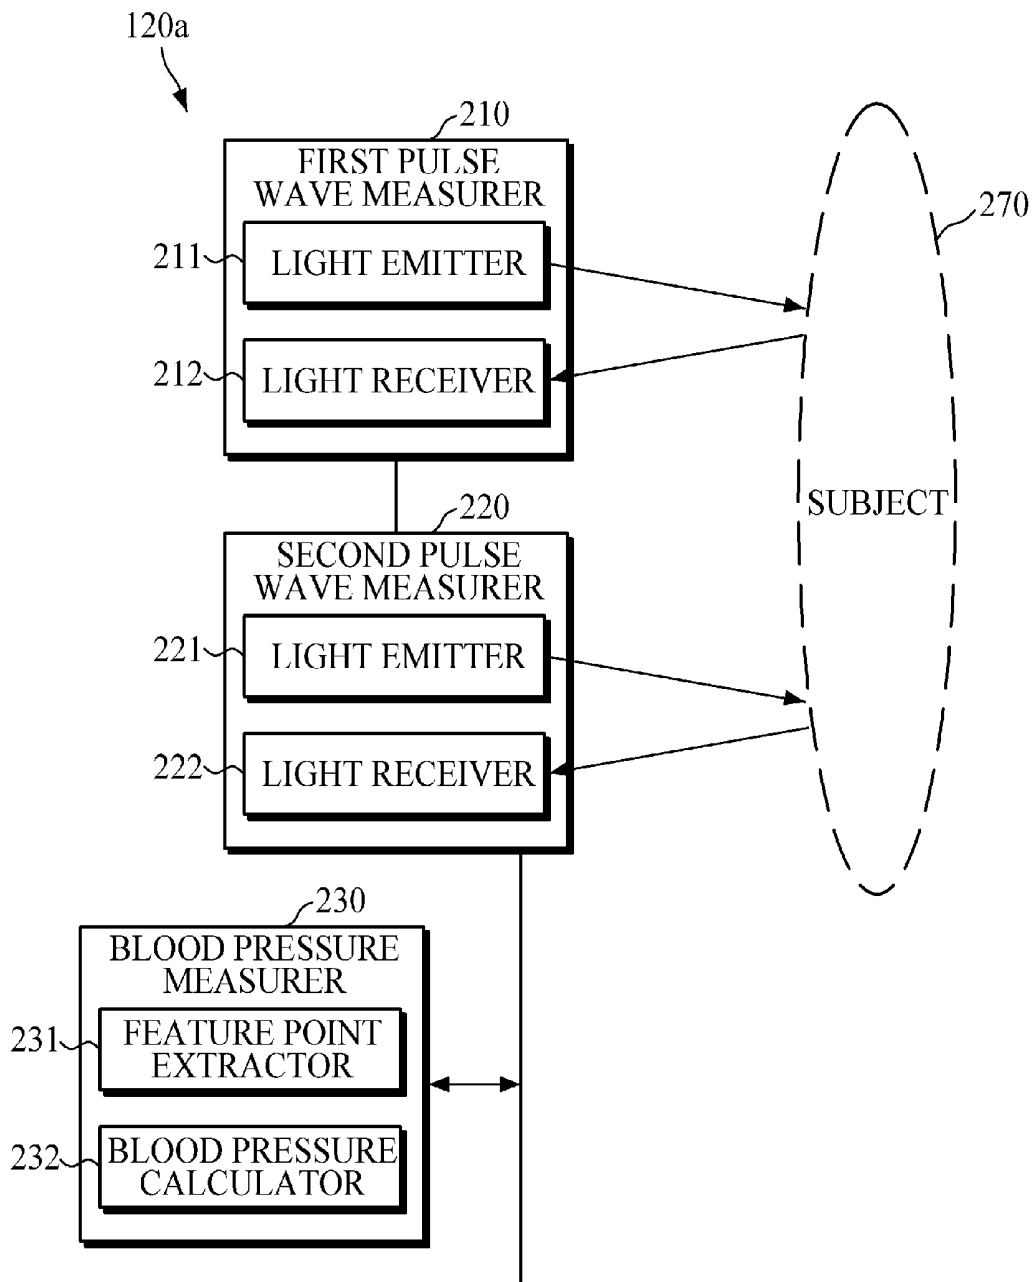 120a
210
FIRST PULSE
WAVE MEASURER
270
211
LIGHT EMITTER
212
LIGHT RECEIVER
SUBJECT
220
SECOND PULSE
WAVE MEASURER
221
LIGHT EMITTER
222
LIGHT RECEIVER
230
BLOOD PRESSURE
MEASURER
231
FEATURE POINT
EXTRACTOR
232
BLOOD PRESSURE
CALCULATOR